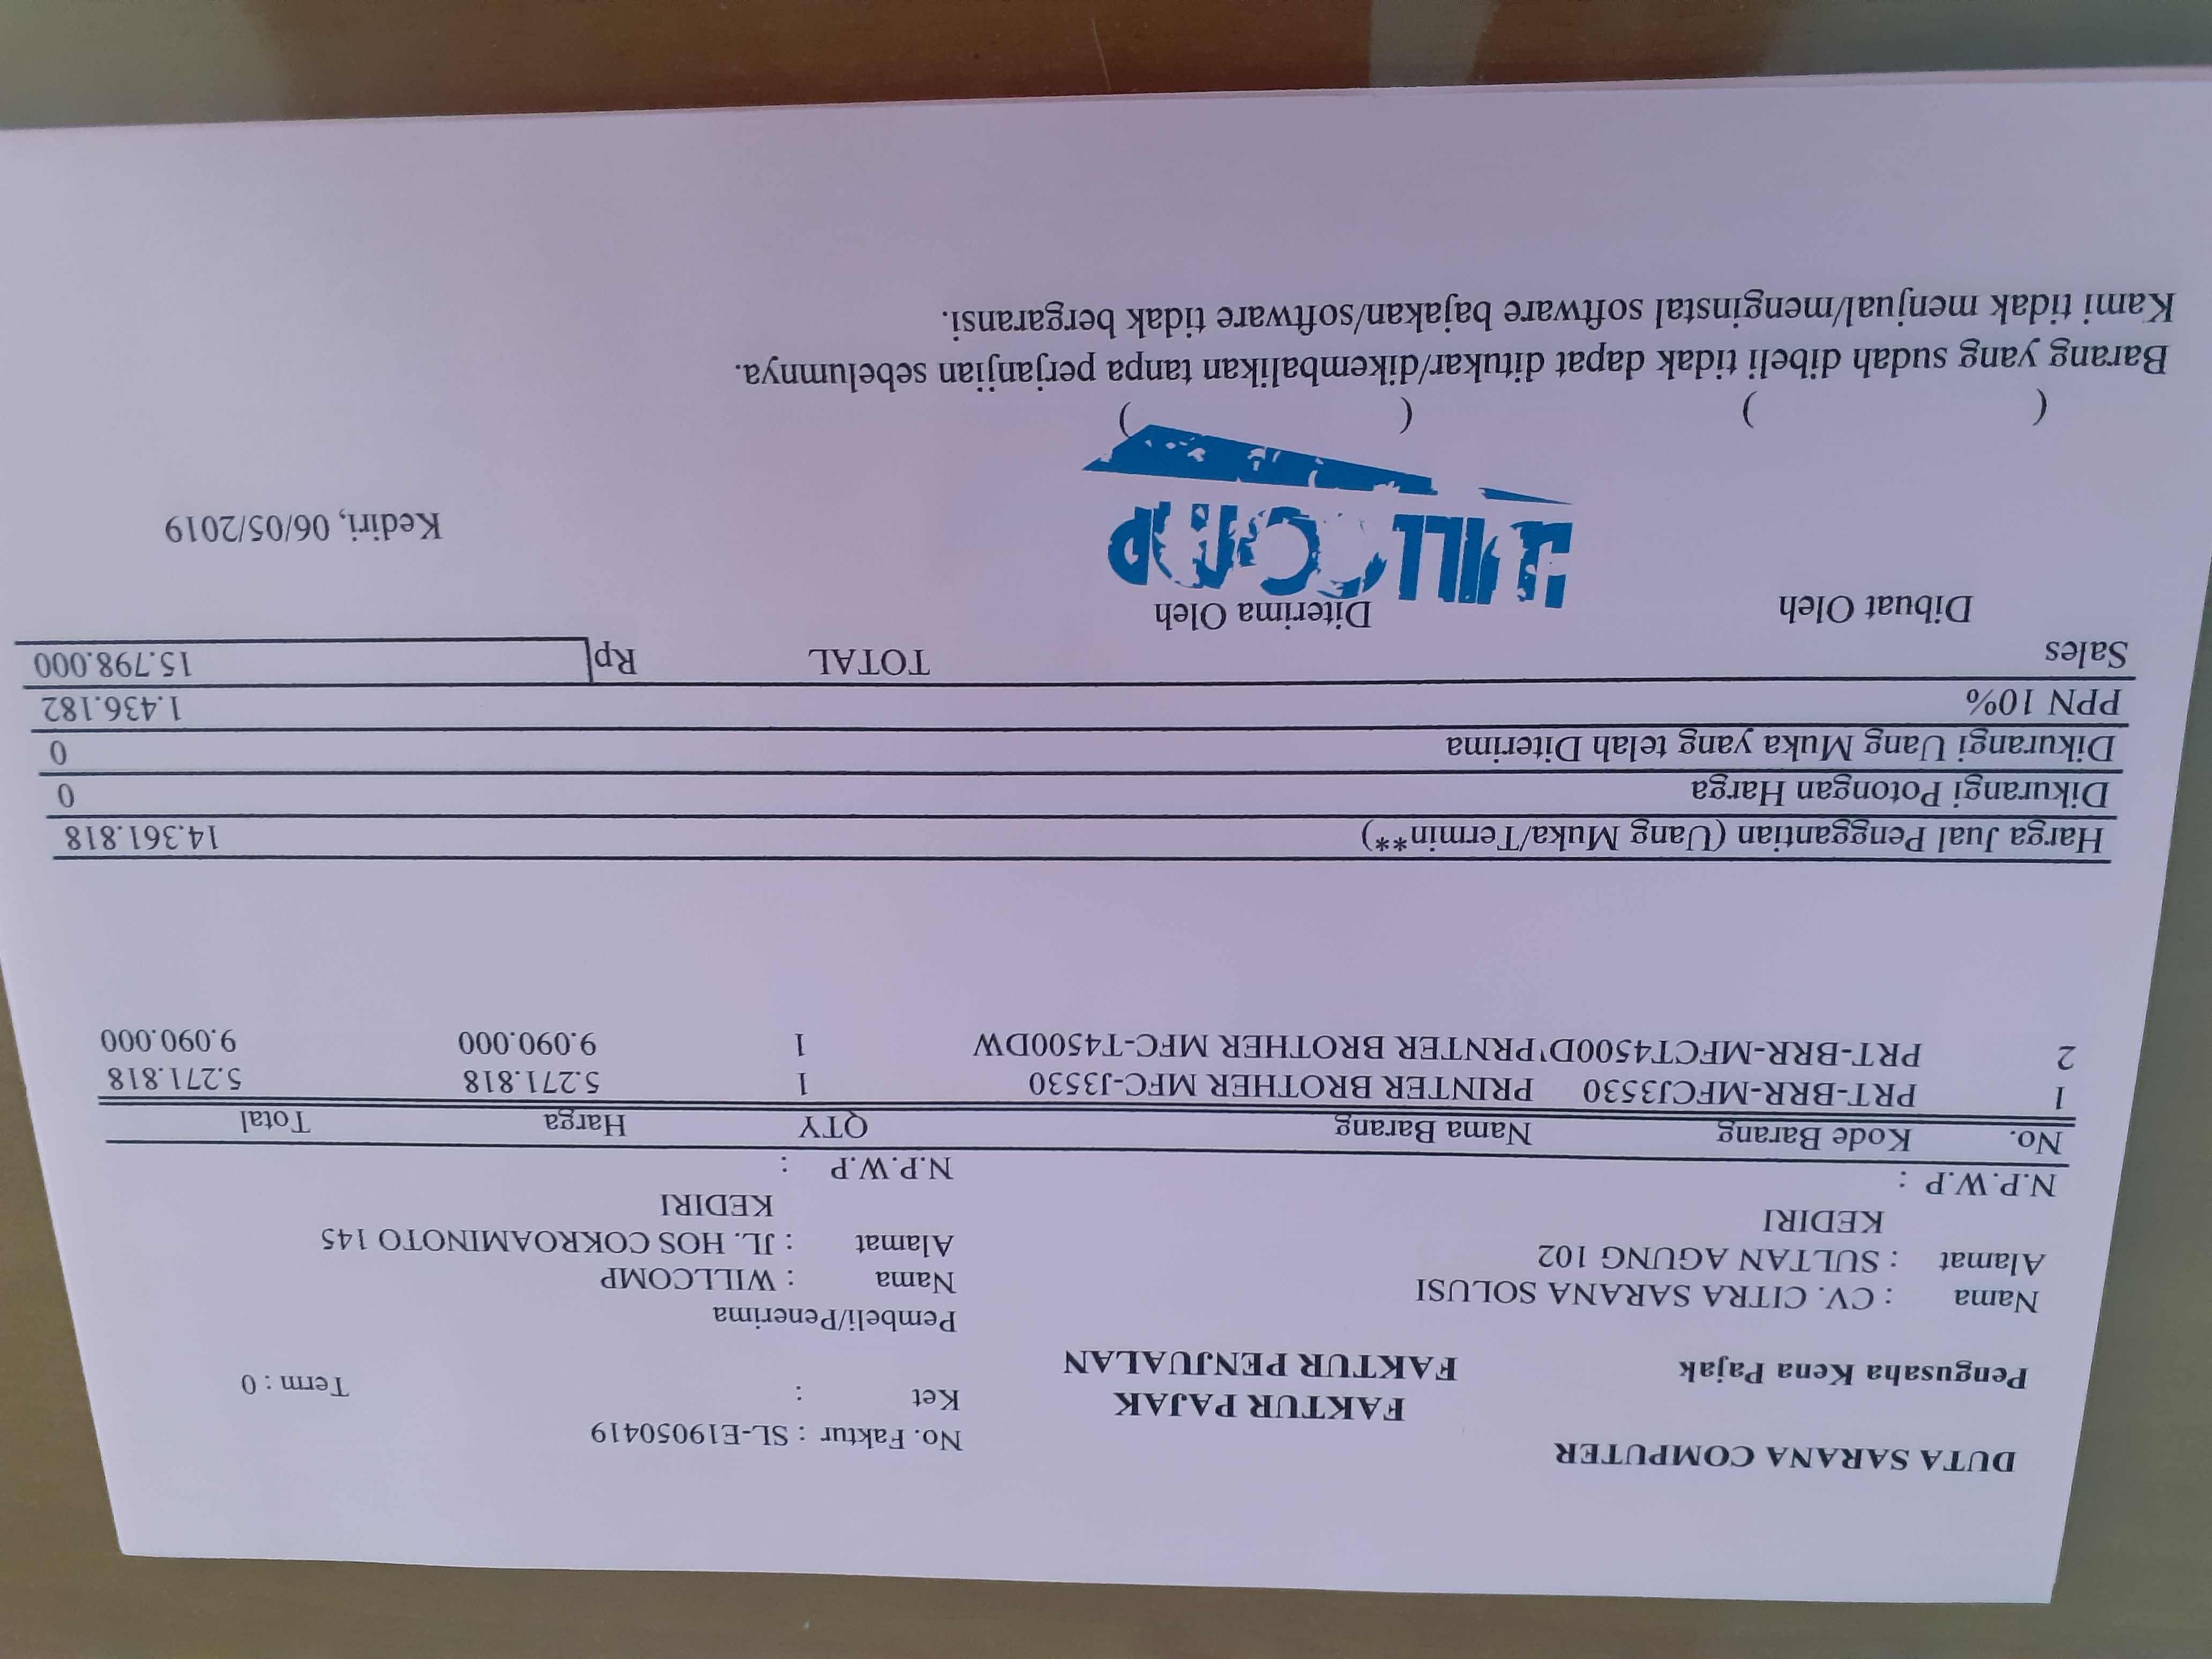 DUTA SARANA COMPUTER
No. Faktur : SL-E19050419
FAKTUR PAJAK
Ket :
Term : 0
Pengusaha Kena Pajak
FAKTUR PENJUALAN
Pembeli/Penerima
Nama : CV. CITRA SARANA SOLUSI
Nama : WILLCOMP
Alamat : SULTAN AGUNG 102
Alamat : JL. HOS COKROAMINOTO 145
KEDIRI
KEDIRI
N.P.W.P :
N.P.W.P :
No. Kode Barang Nama Barang QTY Harga Total
1 PRT-BRR-MFCJ3530 PRINTER BROTHER MFC-J3530 1 5.271.818 5.271.818
2 PRT-BRR-MFCT4500D'PRNTER BROTHER MFC-T4500DW 1 9.090.000 9.090.000
Harga Jual Penggantian (Uang Muka/Termin**) 14.361.818
Dikurangi Potongan Harga 0
Dikurangi Uang Muka yang telah Diterima 0
PPN 10% 1.436.182
Sales TOTAL Rp 15.798.000
Dibuat Oleh Diterima Oleh
WILLCOMP
Kediri, 06/05/2019
( ) ( )
Barang yang sudah dibeli tidak dapat ditukar/dikembalikan tanpa perjanjian sebelumnya.
Kami tidak menjual/menginstal software bajakan/software tidak bergaransi.